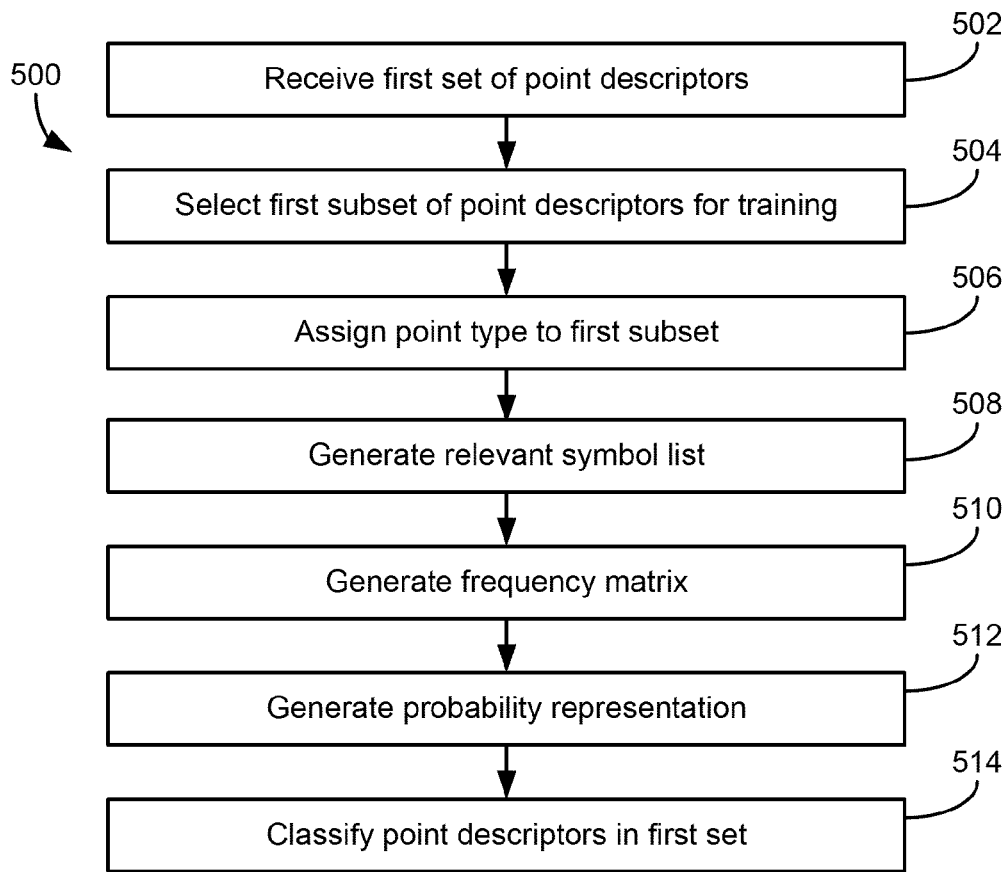 500
502
Receive first set of point descriptors
504
Select first subset of point descriptors for training
506
Assign point type to first subset
508
Generate relevant symbol list
510
Generate frequency matrix
512
Generate probability representation
514
Classify point descriptors in first set